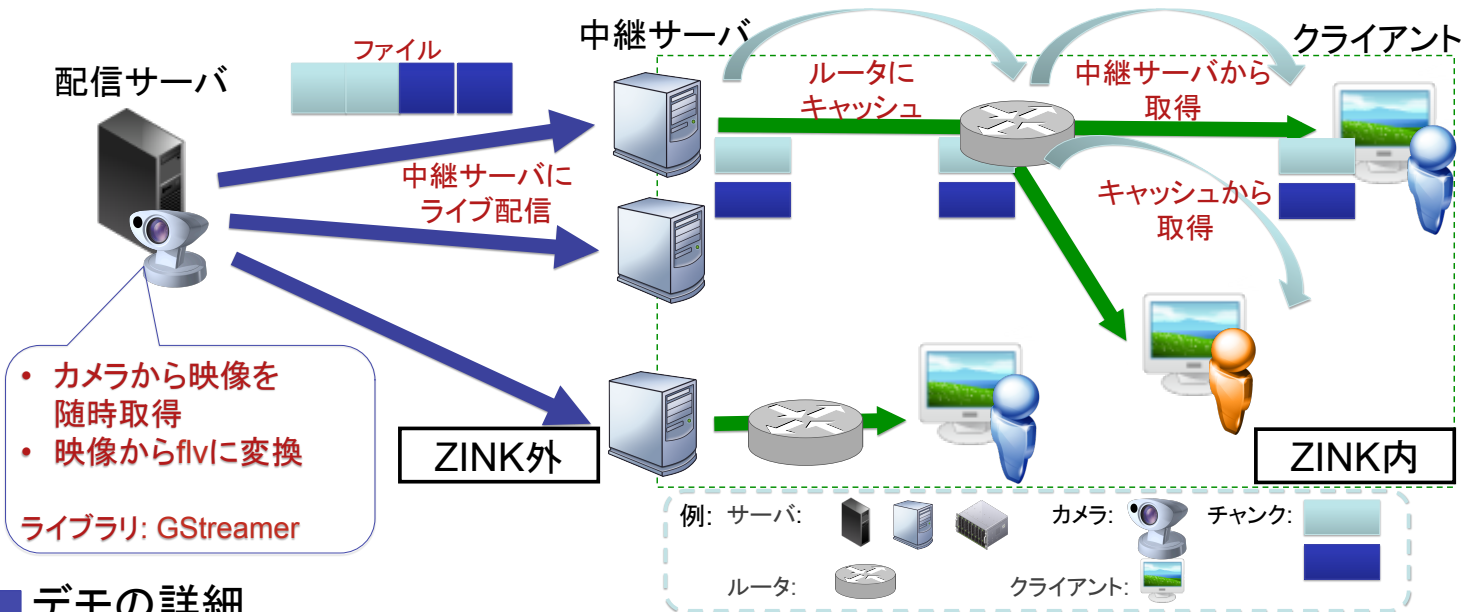 中継サーバ
クライアント
配信サーバ
ファイル
ルータに
キャッシュ
中継サーバから
取得
中継サーバに
ライブ配信
キャッシュから
取得
• カメラから映像を
随時取得
• 映像からflvに変換
ライブラリ: GStreamer
ZINK外
ZINK内
例: サーバ:
カメラ:
チャンク:
ルータ:
クライアント:
デモの詳細